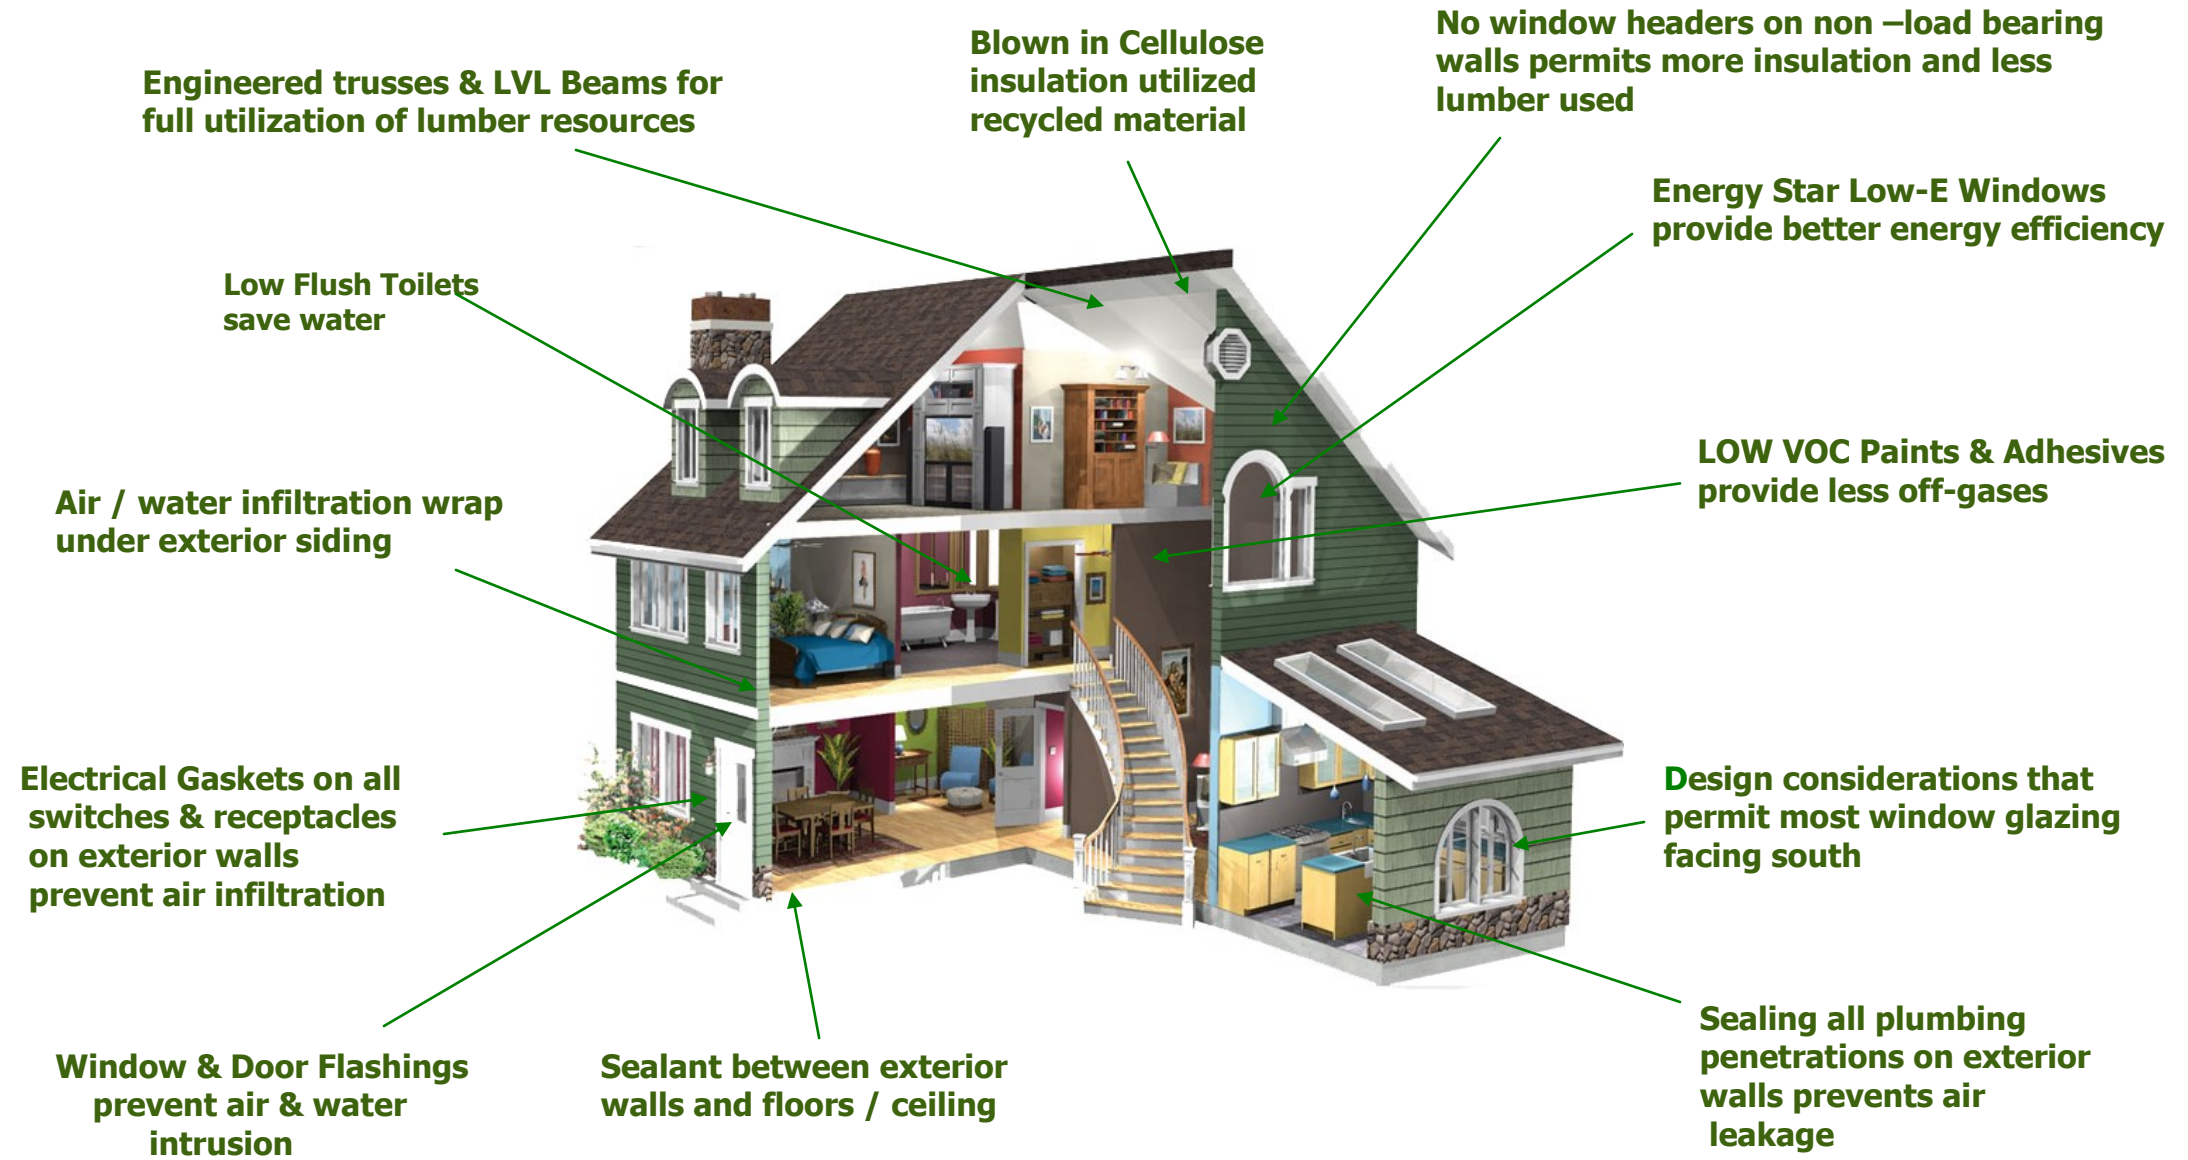 Engineered trusses & LVL Beams for
full utilization of lumber resources
Blown in Cellulose
insulation utilized
recycled material
No window headers on non –load bearing
walls permits more insulation and less
lumber used
Energy Star Low-E Windows
provide better energy efficiency
Low Flush Toilets
save water
LOW VOC Paints & Adhesives
provide less off-gases
Air / water infiltration wrap
under exterior siding
Electrical Gaskets on all
switches & receptacles
on exterior walls
prevent air infiltration
Design considerations that
permit most window glazing
facing south
Window & Door Flashings
prevent air & water
intrusion
Sealant between exterior
walls and floors / ceiling
Sealing all plumbing
penetrations on exterior
walls prevents air
leakage